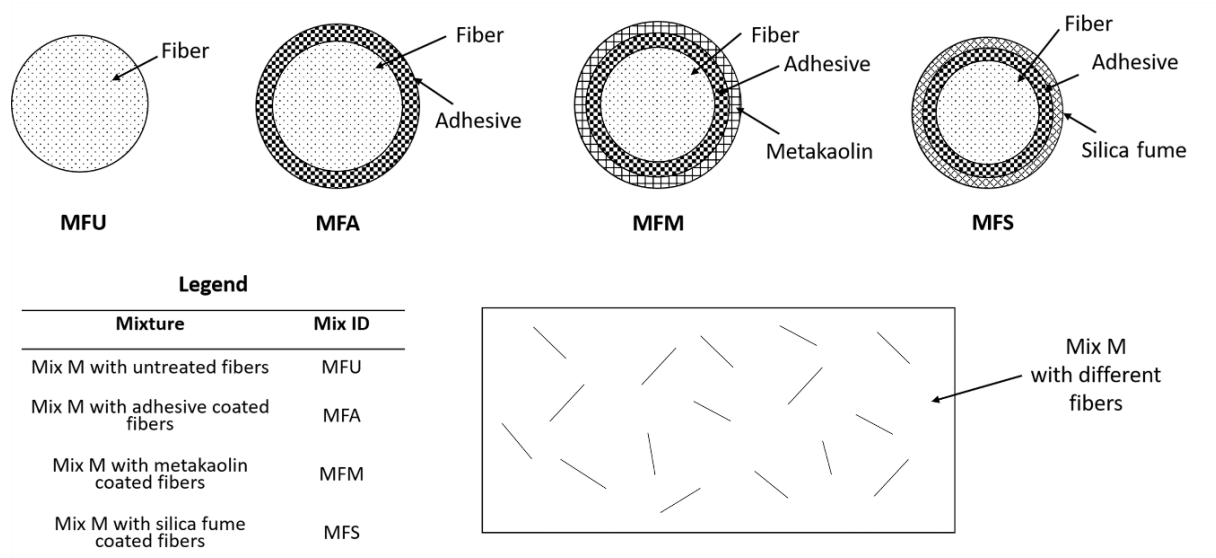 Fiber
MFU
Fiber
Adhesive
MFA
Fiber
Adhesive
Metakaolin
MFM
Fiber
Adhesive
Silica fume
MFS
Legend
Mixture Mix ID
Mix M with untreated fibers MFU
Mix M with adhesive coated
fibers
MFA
Mix M with metakaolin
coated fibers
MFM
Mix M with silica fume
coated fibers
MFS
Mix M
with different
fibers